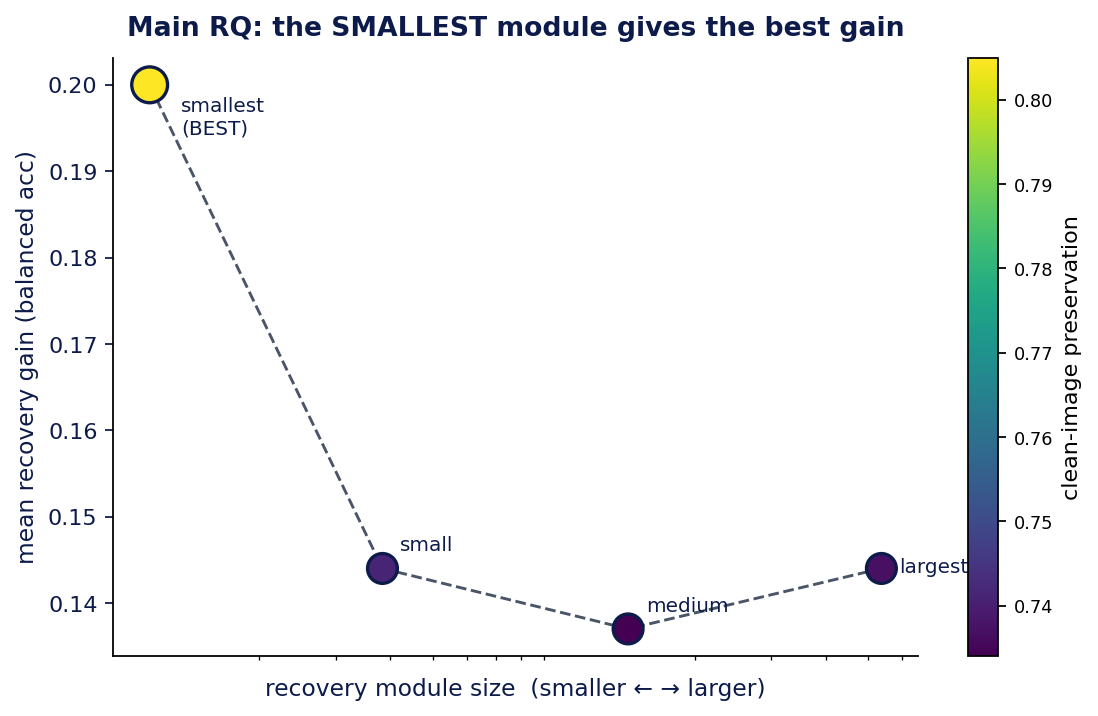 Main RQ: the SMALLEST module gives the best gain
mean recovery gain (balanced acc)
0.20
0.19
0.18
0.17
0.16
0.15
0.14
smallest
(BEST)
small
medium
largest
recovery module size (smaller ← → larger)
0.80
0.79
0.78
0.77
0.76
0.75
0.74
clean-image preservation